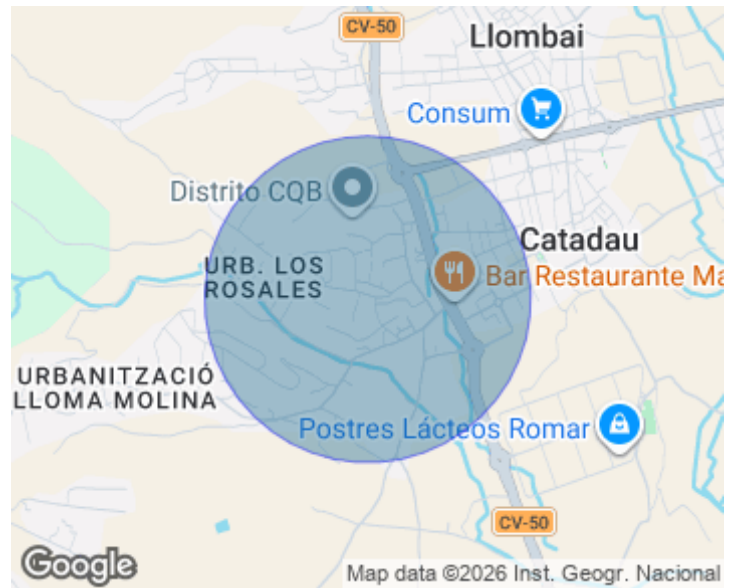 CV-50
Llombai
Consum
Distrito CQB
Catadau
URB. LOS
ROSALES
Bar Restaurante Ma
URBANITZACIÓ
LLOMA MOLINA
Postres Lácteos Romar
CV-50
Google
Map data ©2026 Inst. Geogr. Nacional